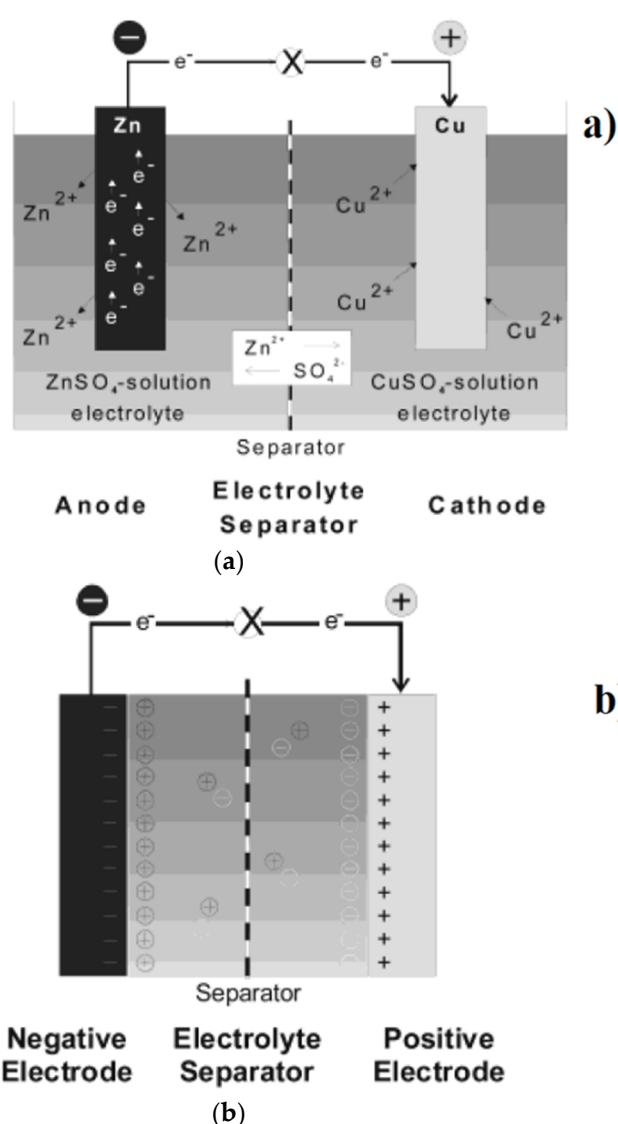 − +
e⁻ X e⁻
a)
Zn Cu
e⁻
Zn²⁺ e⁻ Cu²⁺
e⁻ Zn²⁺
e⁻ Cu²⁺
e⁻
Zn²⁺ e⁻ Cu²⁺
Zn²⁺
SO₄²⁻
ZnSO₄-solution CuSO₄-solution
electrolyte electrolyte
Separator
Anode Electrolyte Cathode
Separator
(a)
− +
e⁻ X e⁻
b)
Separator
Negative Electrolyte Positive
Electrode Separator Electrode
(b)